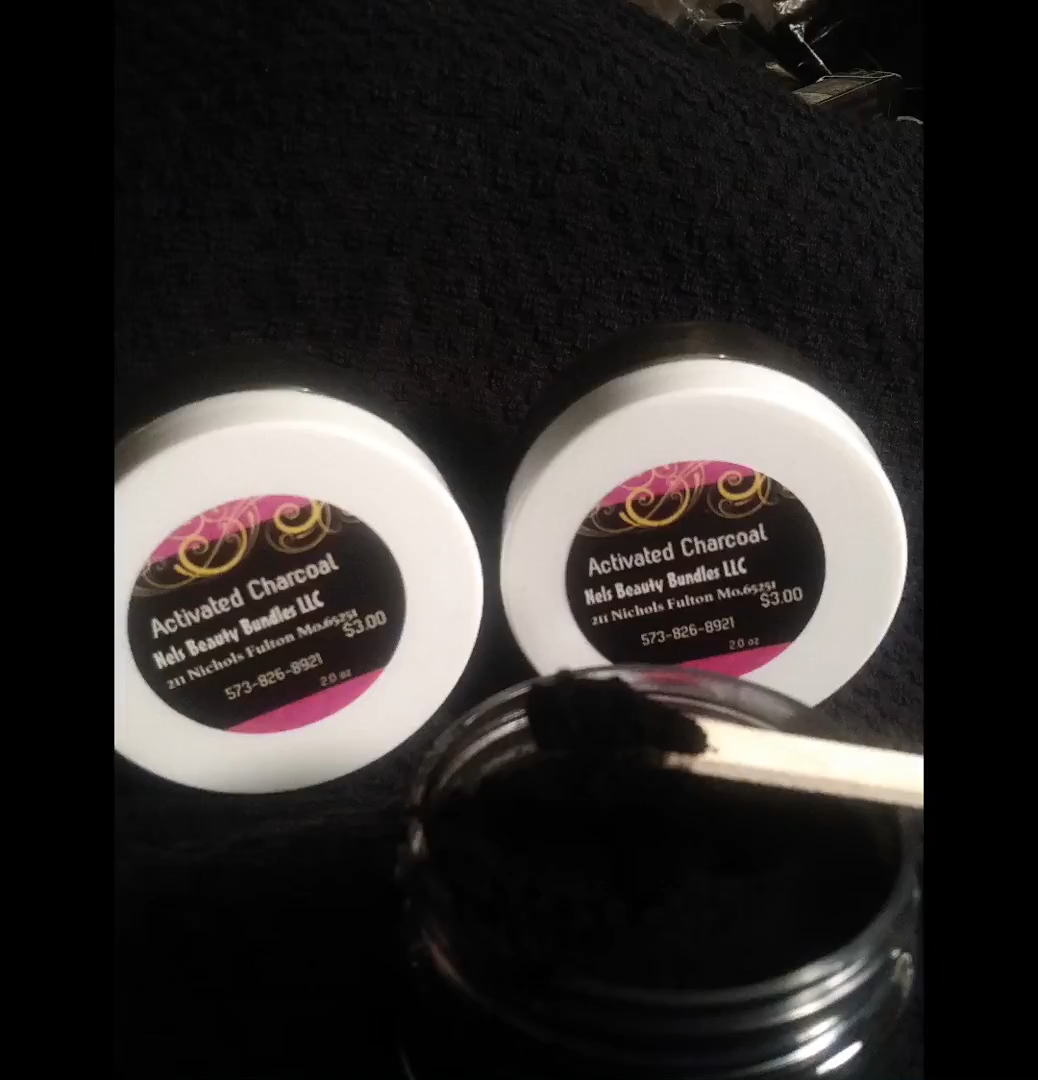 Activated Charcoal
Nels Beauty Bundles LLC
211 Nichols Fulton Mo.65251
$3.00
573-826-8921
2.0 oz
Activated Charcoal
Nels Beauty Bundles LLC
211 Nichols Fulton Mo.65251
$3.00
573-826-8921
2.0 oz